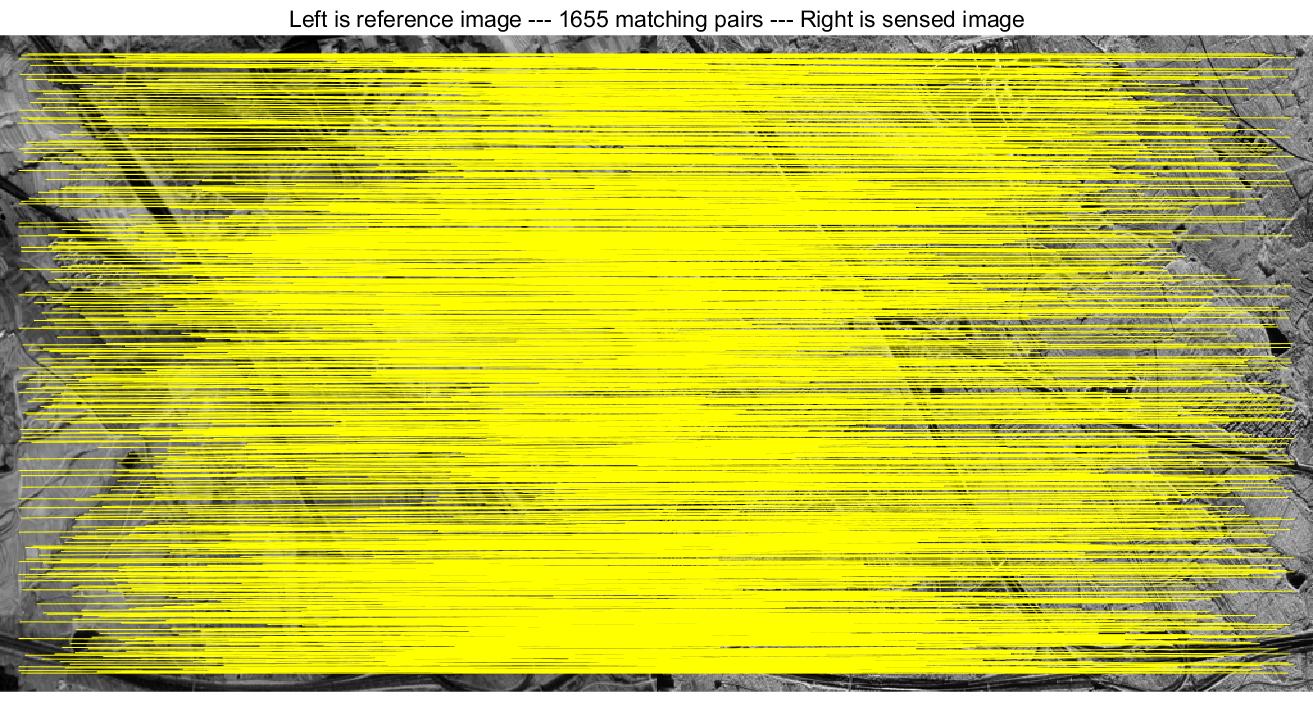 Left is reference image --- 1655 matching pairs --- Right is sensed image